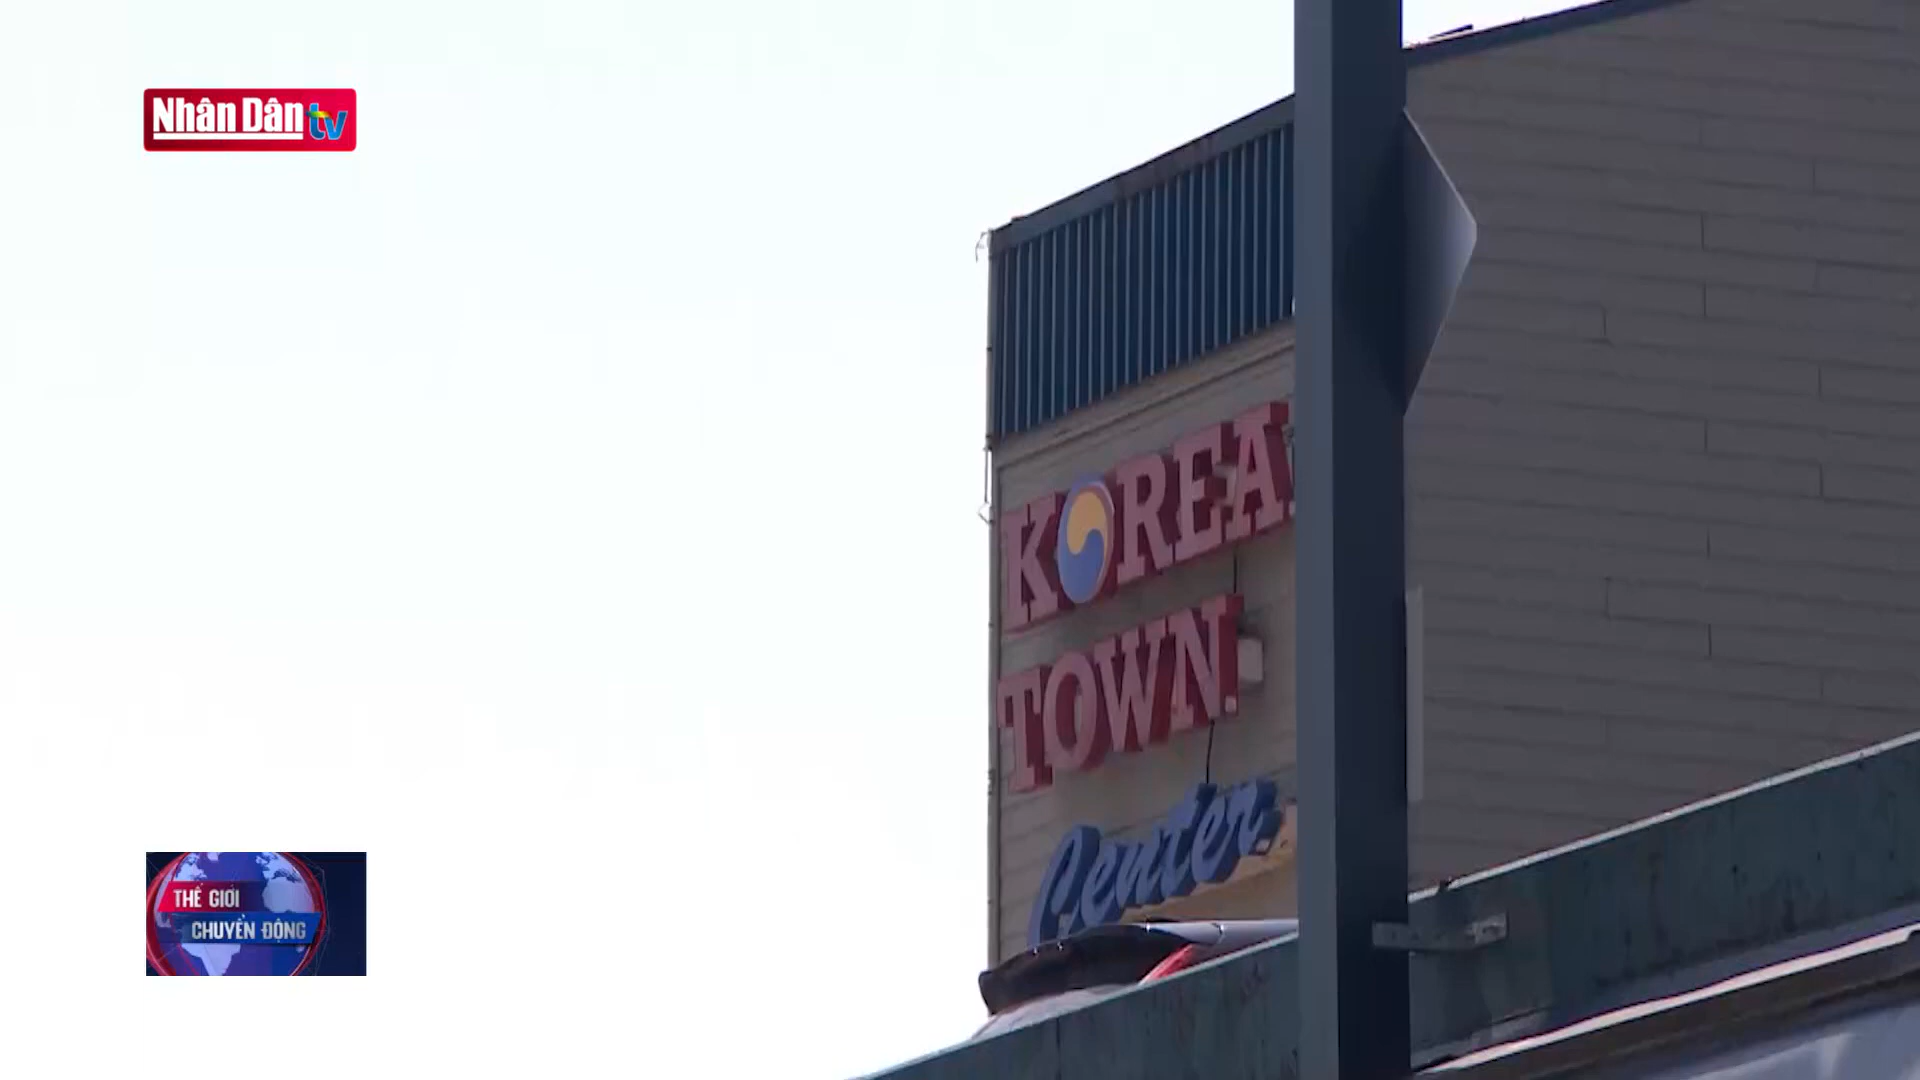 Nhân Dân tv
KOREA
TOWN
Center
THẾ GIỚI
CHUYỂN ĐỘNG